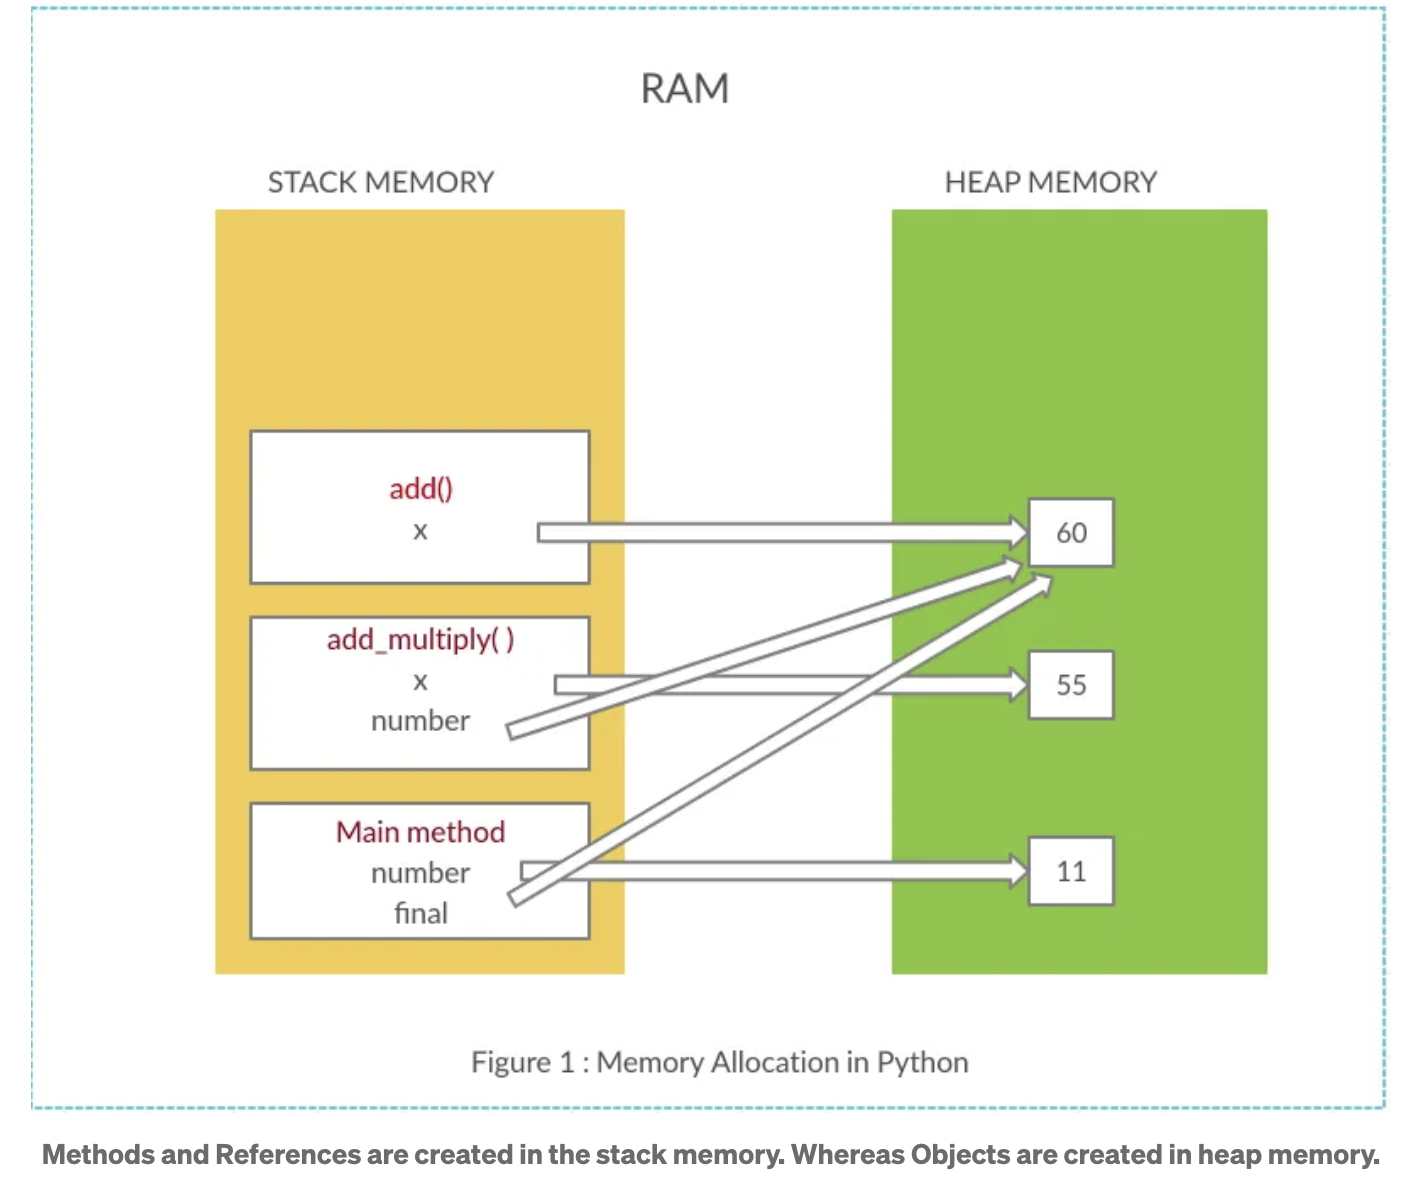 RAM
STACK MEMORY
HEAP MEMORY
add()
x
60
add_multiply( )
x
number
55
Main method
number
final
11
Figure 1 : Memory Allocation in Python
Methods and References are created in the stack memory. Whereas Objects are created in heap memory.